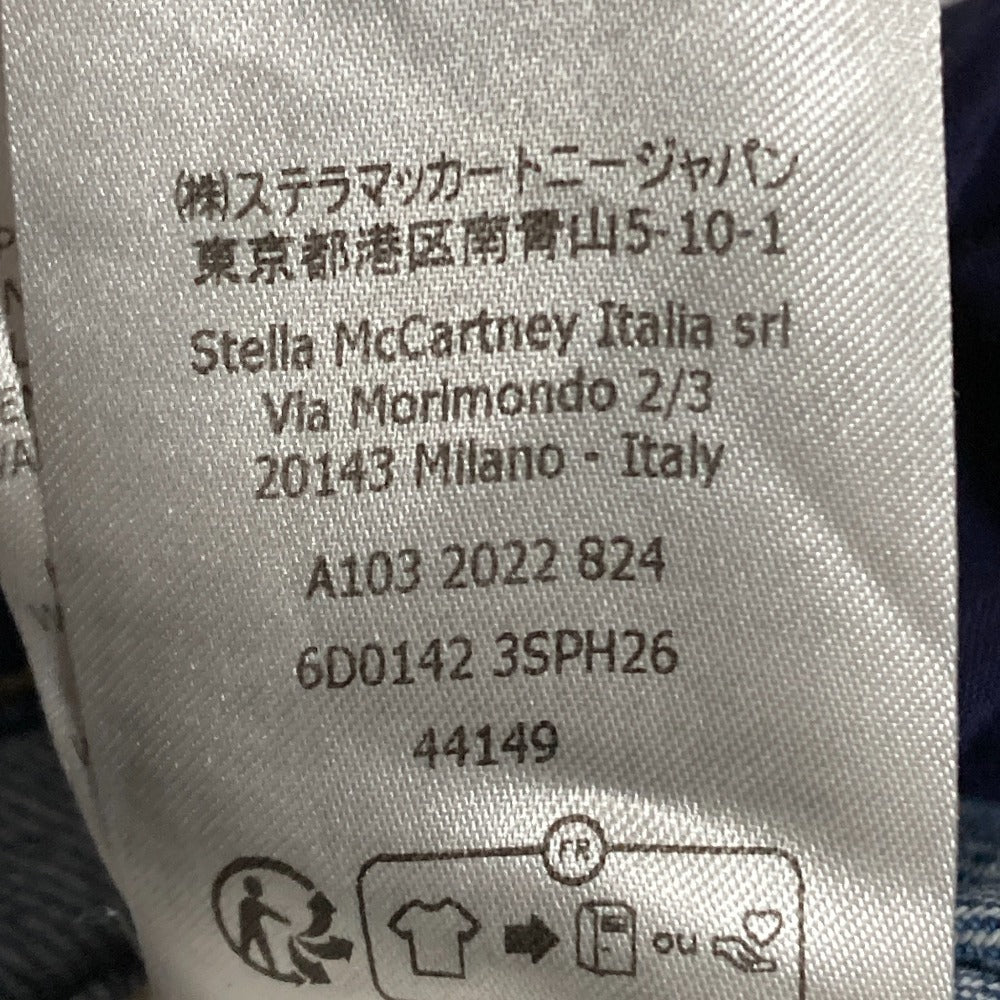 ㈱ステラマッカートニージャパン
東京都港区南青山5-10-1
Stella McCartney Italia srl
Via Morimondo 2/3
20143 Milano - Italy
A103 2022 824
6D0142 3SPH26
44149
FR
ou